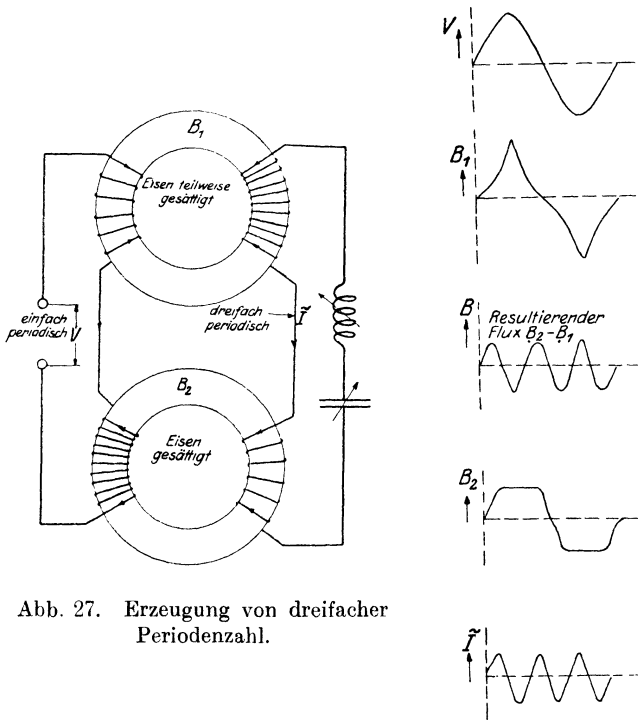 B₁
Eisen teilweise
gesättigt
einfach
periodisch
V
dreifach
periodisch
Ĩ
B₂
Eisen
gesättigt
Abb. 27. Erzeugung von dreifacher
Periodenzahl.
V
B₁
B
Resultierender
Flux B₂-B₁
B₂
Ĩ